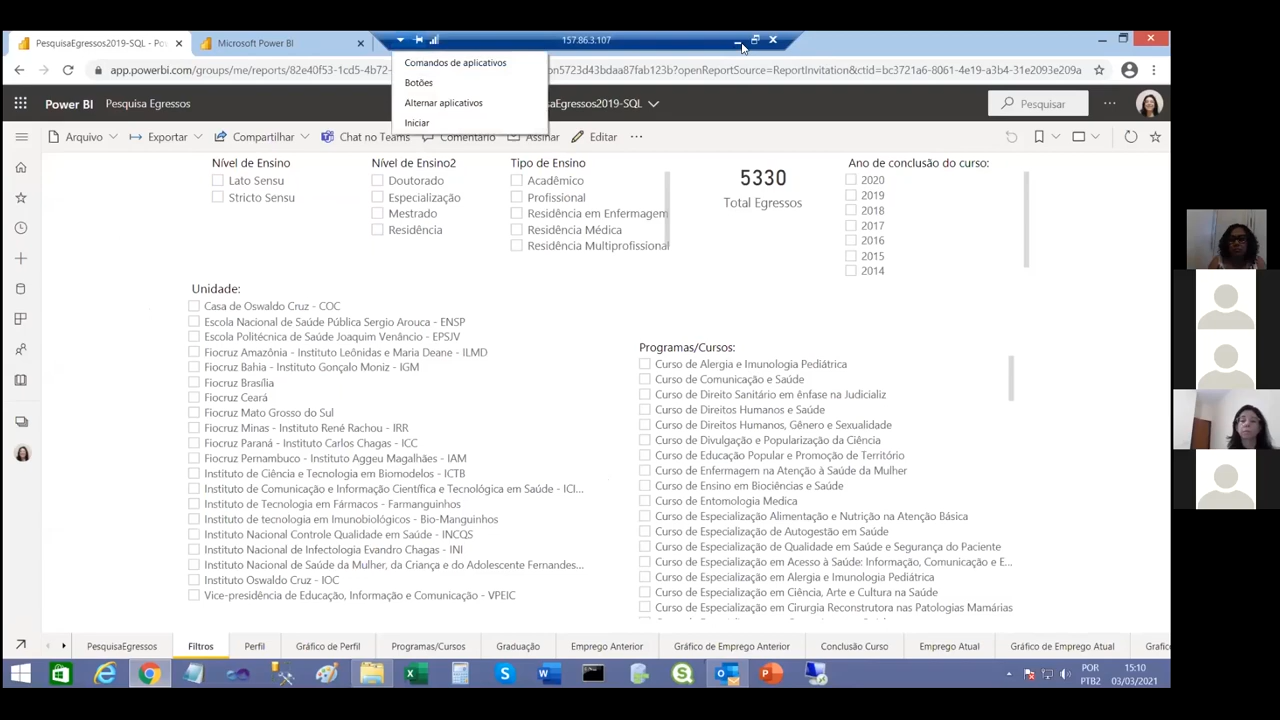 PesquisaEgressos2019-SQL - Po
Microsoft Power BI
157.86.3.107
app.powerbi.com/groups/me/reports/82e40f53-1cd5-4b72-
on5723d43bdaa87fab123b?openReportSource=ReportInvitation&ctid=bc3721a6-8061-4e19-a3b4-31e2093e209a
Comandos de aplicativos
Botões
Alternar aplicativos
Iniciar
Power BI
Pesquisa Egressos
aEgressos2019-SQL
Pesquisar
Arquivo
Exportar
Compartilhar
Chat no Teams
Comentário
Assinar
Editar
Nível de Ensino
Lato Sensu
Stricto Sensu
Nível de Ensino2
Doutorado
Especialização
Mestrado
Residência
Tipo de Ensino
Acadêmico
Profissional
Residência em Enfermagem
Residência Médica
Residência Multiprofissional
5330
Total Egressos
Ano de conclusão do curso:
2020
2019
2018
2017
2016
2015
2014
Unidade:
Casa de Oswaldo Cruz - COC
Escola Nacional de Saúde Pública Sergio Arouca - ENSP
Escola Politécnica de Saúde Joaquim Venâncio - EPSJV
Fiocruz Amazônia - Instituto Leônidas e Maria Deane - ILMD
Fiocruz Bahia - Instituto Gonçalo Moniz - IGM
Fiocruz Brasília
Fiocruz Ceará
Fiocruz Mato Grosso do Sul
Fiocruz Minas - Instituto René Rachou - IRR
Fiocruz Paraná - Instituto Carlos Chagas - ICC
Fiocruz Pernambuco - Instituto Aggeu Magalhães - IAM
Instituto de Ciência e Tecnologia em Biomodelos - ICTB
Instituto de Comunicação e Informação Científica e Tecnológica em Saúde - ICI...
Instituto de Tecnologia em Fármacos - Farmanguinhos
Instituto de tecnologia em Imunobiológicos - Bio-Manguinhos
Instituto Nacional Controle Qualidade em Saúde - INCQS
Instituto Nacional de Infectologia Evandro Chagas - INI
Instituto Nacional de Saúde da Mulher, da Criança e do Adolescente Fernandes...
Instituto Oswaldo Cruz - IOC
Vice-presidência de Educação, Informação e Comunicação - VPEIC
Programas/Cursos:
Curso de Alergia e Imunologia Pediátrica
Curso de Comunicação e Saúde
Curso de Direito Sanitário em ênfase na Judicializ
Curso de Direitos Humanos e Saúde
Curso de Direitos Humanos, Gênero e Sexualidade
Curso de Divulgação e Popularização da Ciência
Curso de Educação Popular e Promoção de Território
Curso de Enfermagem na Atenção à Saúde da Mulher
Curso de Ensino em Biociências e Saúde
Curso de Entomologia Medica
Curso de Especialização Alimentação e Nutrição na Atenção Básica
Curso de Especialização de Autogestão em Saúde
Curso de Especialização de Qualidade em Saúde e Segurança do Paciente
Curso de Especialização em Acesso à Saúde: Informação, Comunicação e E...
Curso de Especialização em Alergia e Imunologia Pediátrica
Curso de Especialização em Ciência, Arte e Cultura na Saúde
Curso de Especialização em Cirurgia Reconstrutora nas Patologias Mamárias
PesquisaEgressos
Filtros
Perfil
Gráfico de Perfil
Programas/Cursos
Graduação
Emprego Anterior
Gráfico de Emprego Anterior
Conclusão Curso
Emprego Atual
Gráfico de Emprego Atual
Grafico
POR
PTB2
15:10
03/03/2021